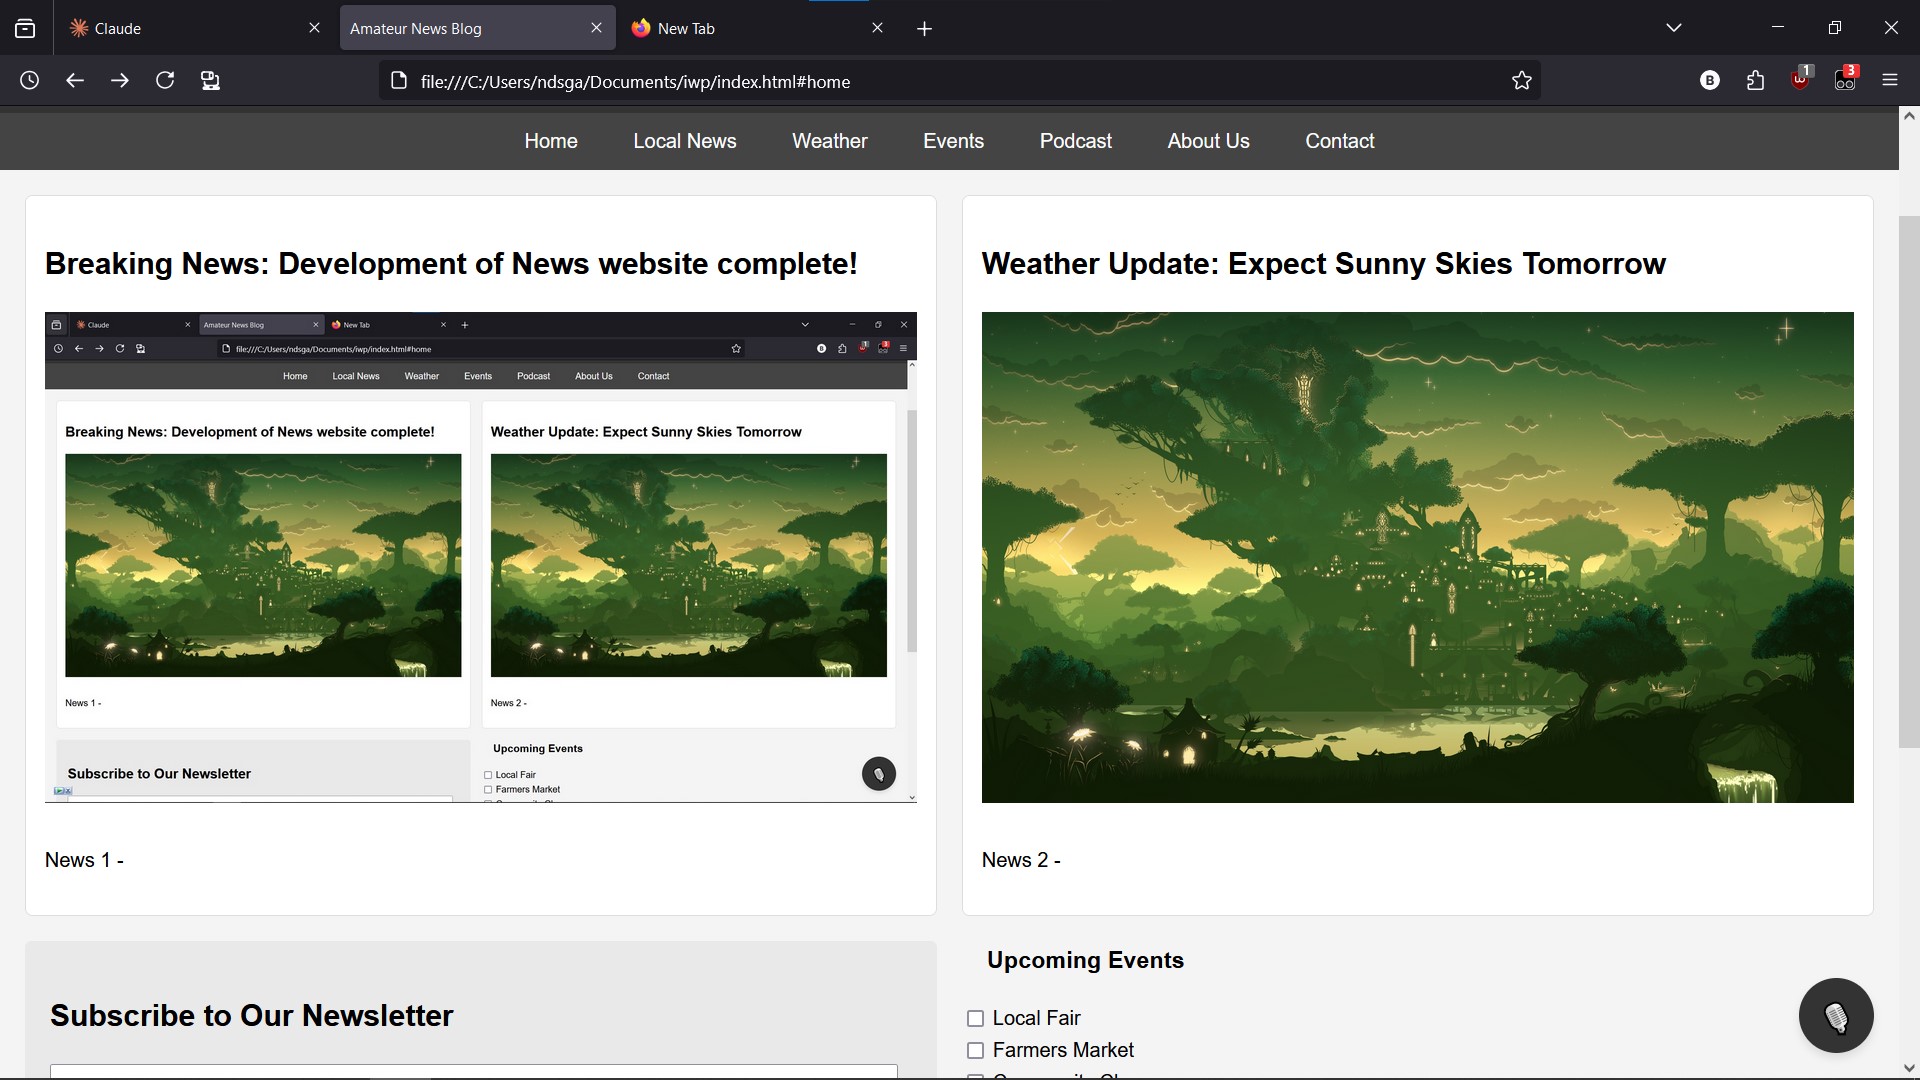 Claude
Amateur News Blog
New Tab
file:///C:/Users/ndsga/Documents/iwp/index.html#home
B
1
3
Home
Local News
Weather
Events
Podcast
About Us
Contact
Breaking News: Development of News website complete!
Claude
Amateur News Blog
New Tab
file:///C:/Users/ndsga/Documents/iwp/index.html#home
Home
Local News
Weather
Events
Podcast
About Us
Contact
Breaking News: Development of News website complete!
Weather Update: Expect Sunny Skies Tomorrow
News 1 -
News 2 -
Subscribe to Our Newsletter
Upcoming Events
Local Fair
Farmers Market
News 1 -
Weather Update: Expect Sunny Skies Tomorrow
News 2 -
Subscribe to Our Newsletter
Upcoming Events
Local Fair
Farmers Market